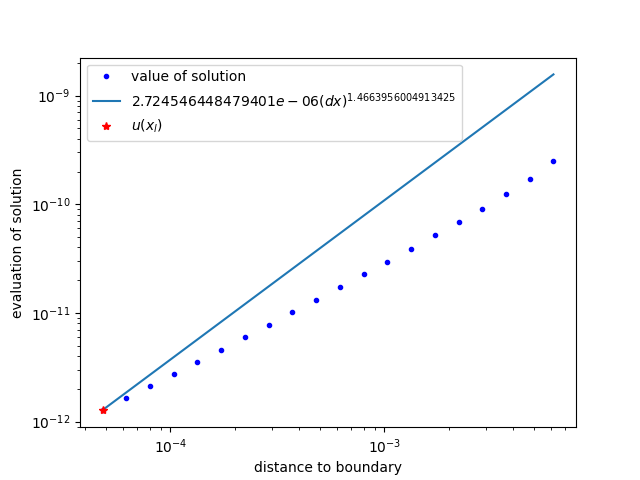 value of solution
2.724546448479401e − 06(dx)^1.4663956004913425
u(x_l)
10^−9
10^−10
10^−11
10^−12
evaluation of solution
10^−4
10^−3
distance to boundary